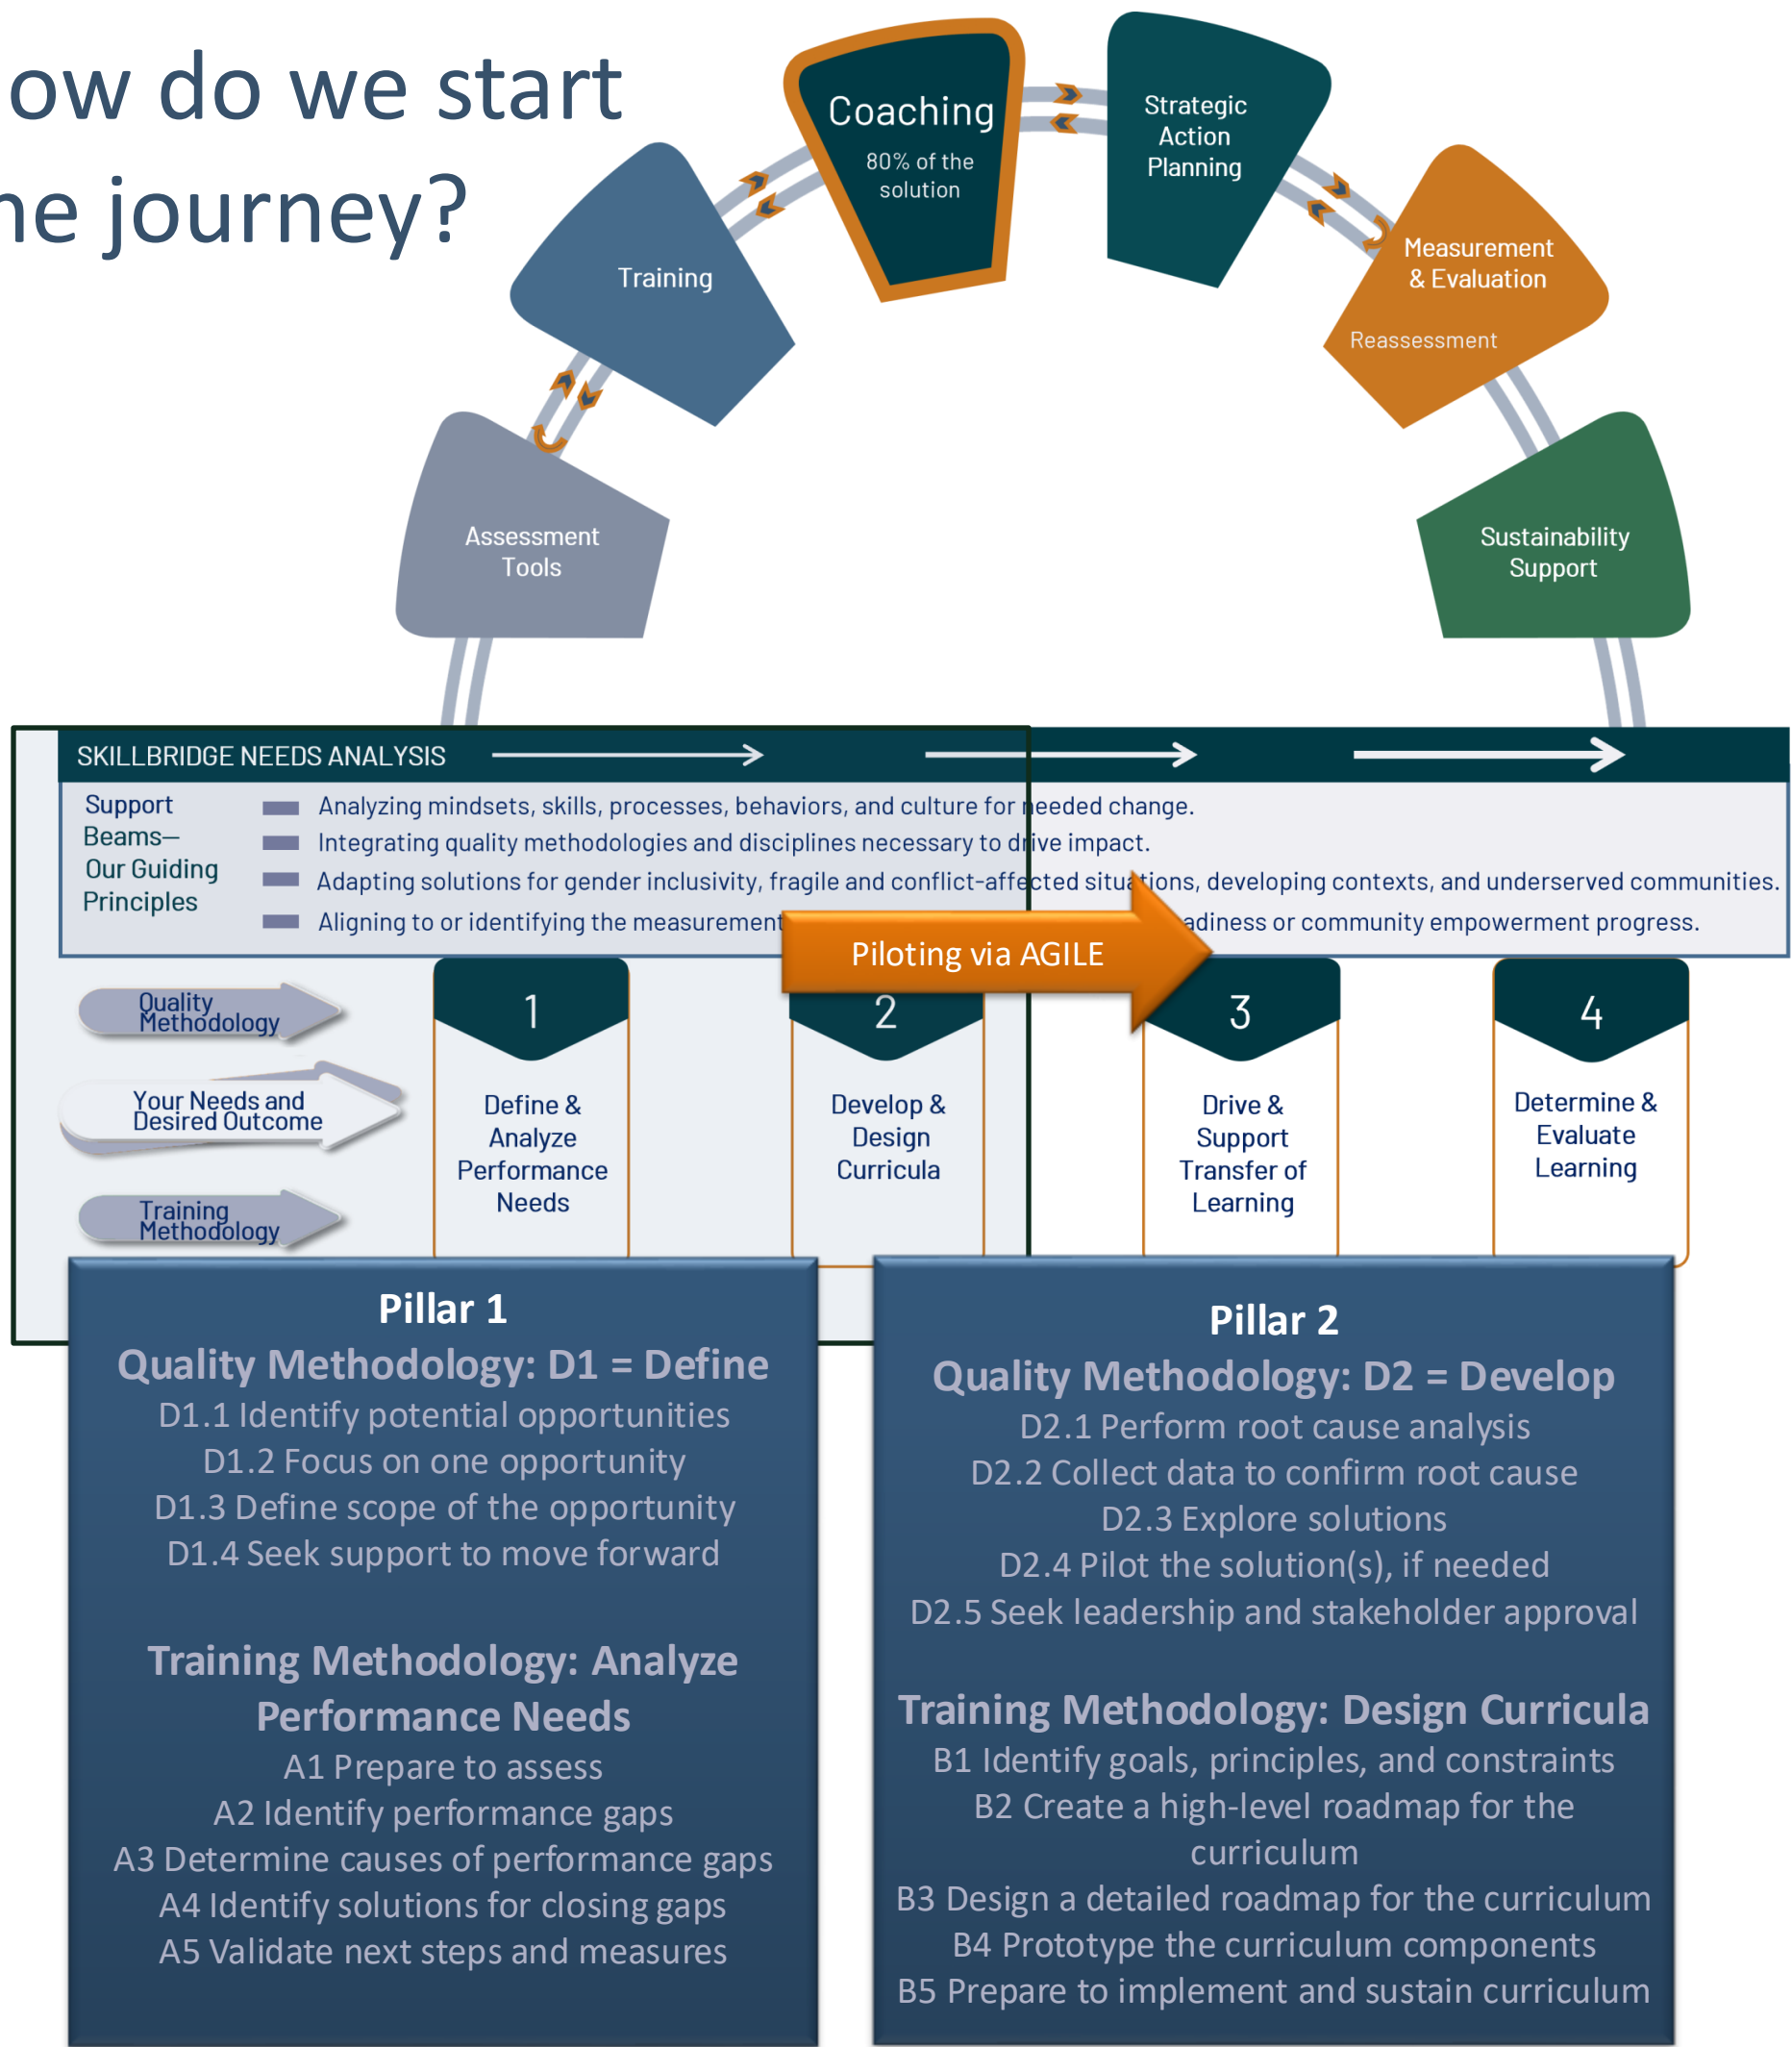 ow do we start
ne journey?
Coaching
80% of the
solution
Strategic
Action
Planning
Training
Measurement
& Evaluation
Reassessment
Assessment
Tools
Sustainability
Support
SKILLBRIDGE NEEDS ANALYSIS
Support
Beams—
Our Guiding
Principles
Analyzing mindsets, skills, processes, behaviors, and culture for needed change.
Integrating quality methodologies and disciplines necessary to drive impact.
Adapting solutions for gender inclusivity, fragile and conflict-affected situations, developing contexts, and underserved communities.
Aligning to or identifying the measurement adiness or community empowerment progress.
Piloting via AGILE
Quality
Methodology
Your Needs and
Desired Outcome
Training
Methodology
1
Define &
Analyze
Performance
Needs
2
Develop &
Design
Curricula
3
Drive &
Support
Transfer of
Learning
4
Determine &
Evaluate
Learning
Pillar 1
Quality Methodology: D1 = Define
D1.1 Identify potential opportunities
D1.2 Focus on one opportunity
D1.3 Define scope of the opportunity
D1.4 Seek support to move forward
Training Methodology: Analyze
Performance Needs
A1 Prepare to assess
A2 Identify performance gaps
A3 Determine causes of performance gaps
A4 Identify solutions for closing gaps
A5 Validate next steps and measures
Pillar 2
Quality Methodology: D2 = Develop
D2.1 Perform root cause analysis
D2.2 Collect data to confirm root cause
D2.3 Explore solutions
D2.4 Pilot the solution(s), if needed
D2.5 Seek leadership and stakeholder approval
Training Methodology: Design Curricula
B1 Identify goals, principles, and constraints
B2 Create a high-level roadmap for the
curriculum
B3 Design a detailed roadmap for the curriculum
B4 Prototype the curriculum components
B5 Prepare to implement and sustain curriculum